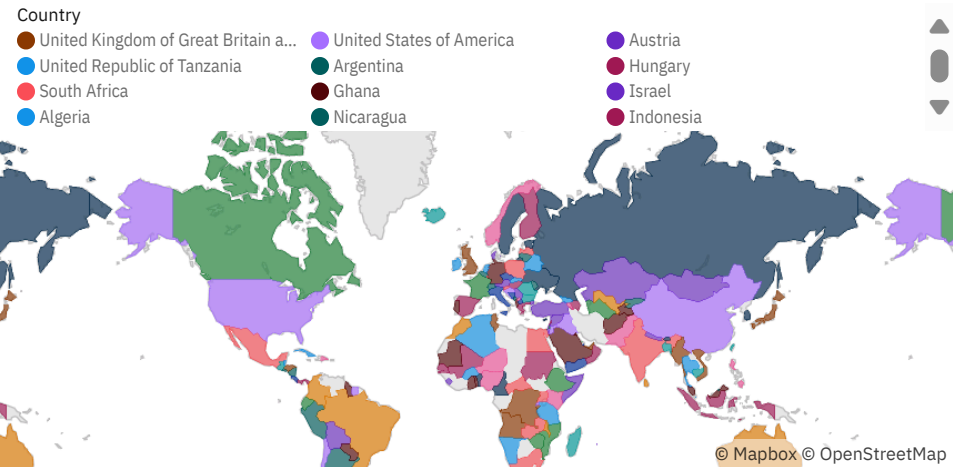 Country
United Kingdom of Great Britain a...
United States of America
Austria
United Republic of Tanzania
Argentina
Hungary
South Africa
Ghana
Israel
Algeria
Nicaragua
Indonesia
© Mapbox © OpenStreetMap